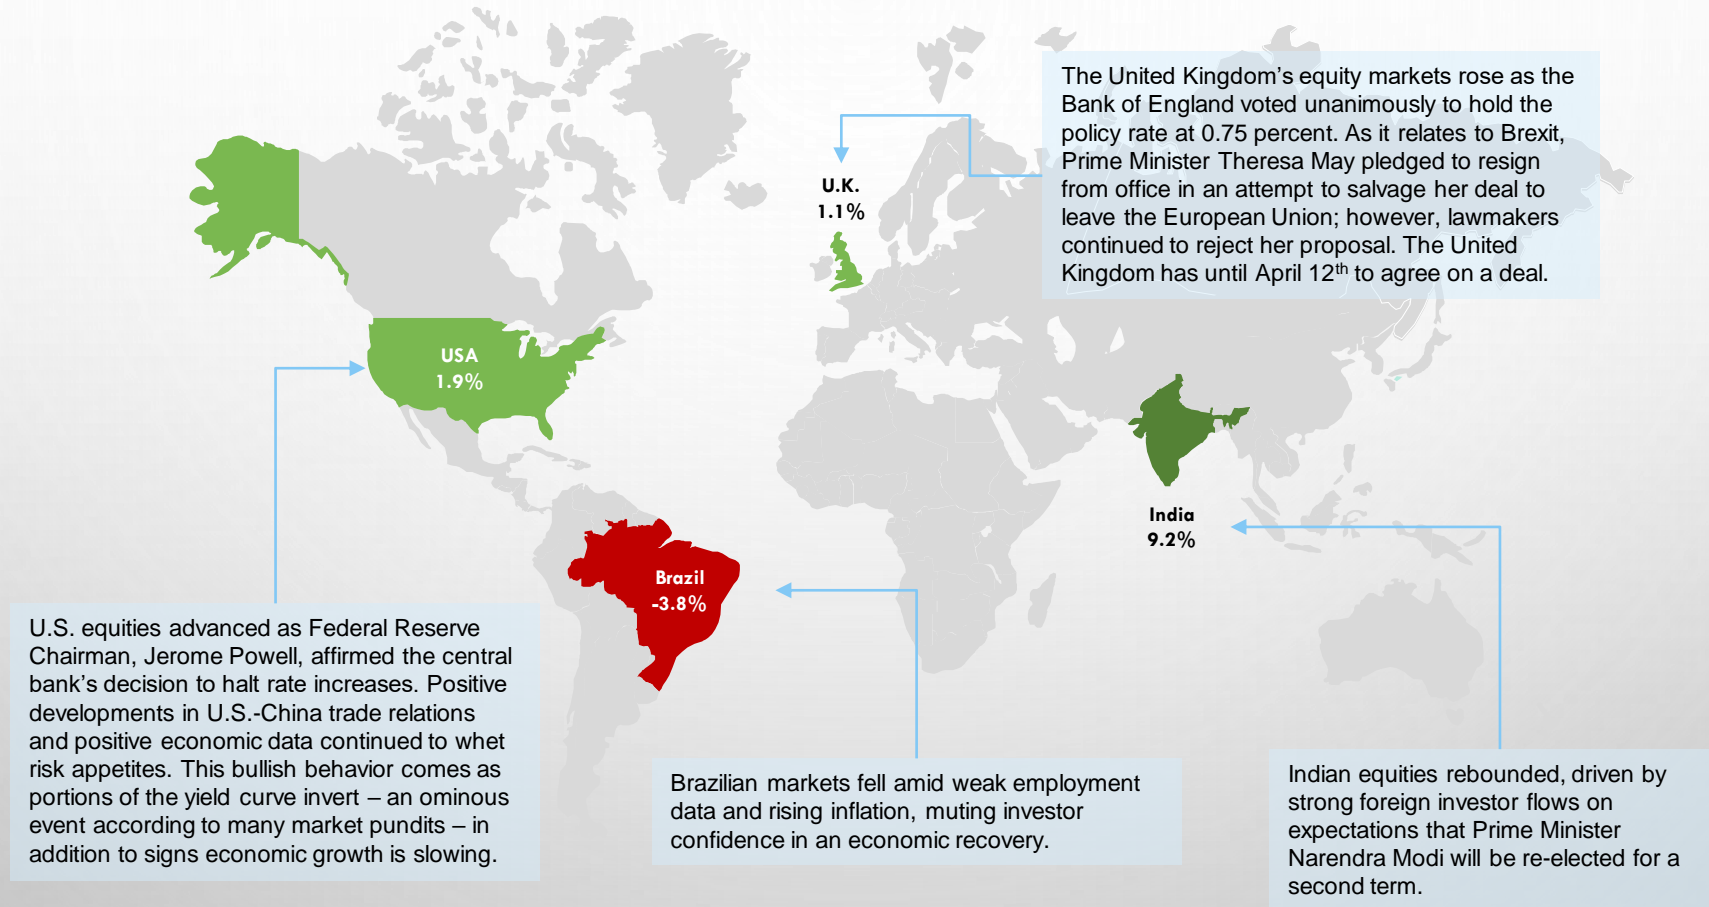 The United Kingdom’s equity markets rose as the
Bank of England voted unanimously to hold the
policy rate at 0.75 percent. As it relates to Brexit,
Prime Minister Theresa May pledged to resign
from office in an attempt to salvage her deal to
leave the European Union; however, lawmakers
continued to reject her proposal. The United
Kingdom has until April 12th to agree on a deal.
U.K.
1.1%
USA
1.9%
India
9.2%
Brazil
-3.8%
U.S. equities advanced as Federal Reserve
Chairman, Jerome Powell, affirmed the central
bank’s decision to halt rate increases. Positive
developments in U.S.-China trade relations
and positive economic data continued to whet
risk appetites. This bullish behavior comes as
portions of the yield curve invert – an ominous
event according to many market pundits – in
addition to signs economic growth is slowing.
Brazilian markets fell amid weak employment
data and rising inflation, muting investor
confidence in an economic recovery.
Indian equities rebounded, driven by
strong foreign investor flows on
expectations that Prime Minister
Narendra Modi will be re-elected for a
second term.